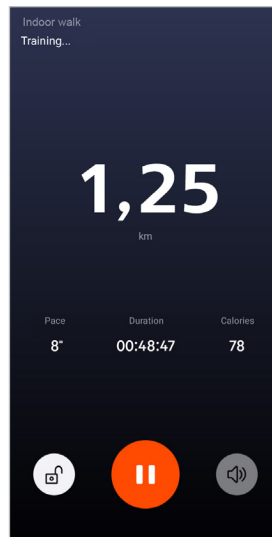 Indoor walk
Training...
1,25
km
Pace Duration Calories
8" 00:48:47 78